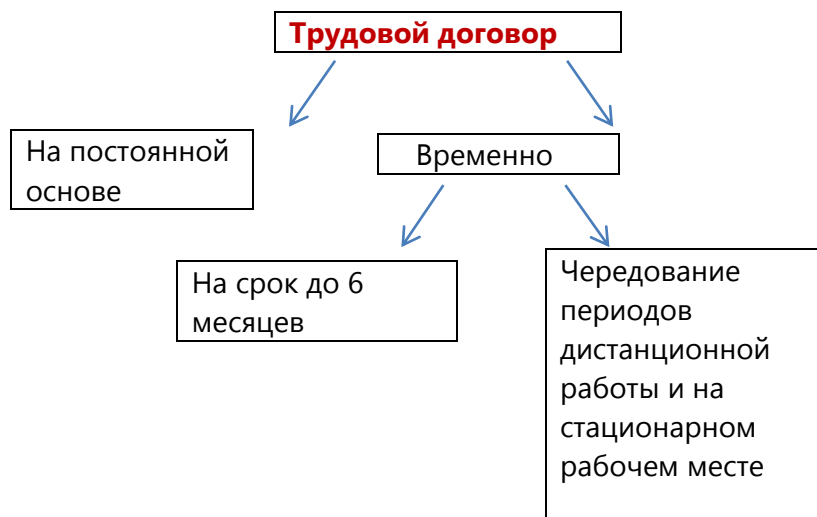 Трудовой договор
На постоянной
основе
Временно
На срок до 6
месяцев
Чередование
периодов
дистанционной
работы и на
стационарном
рабочем месте